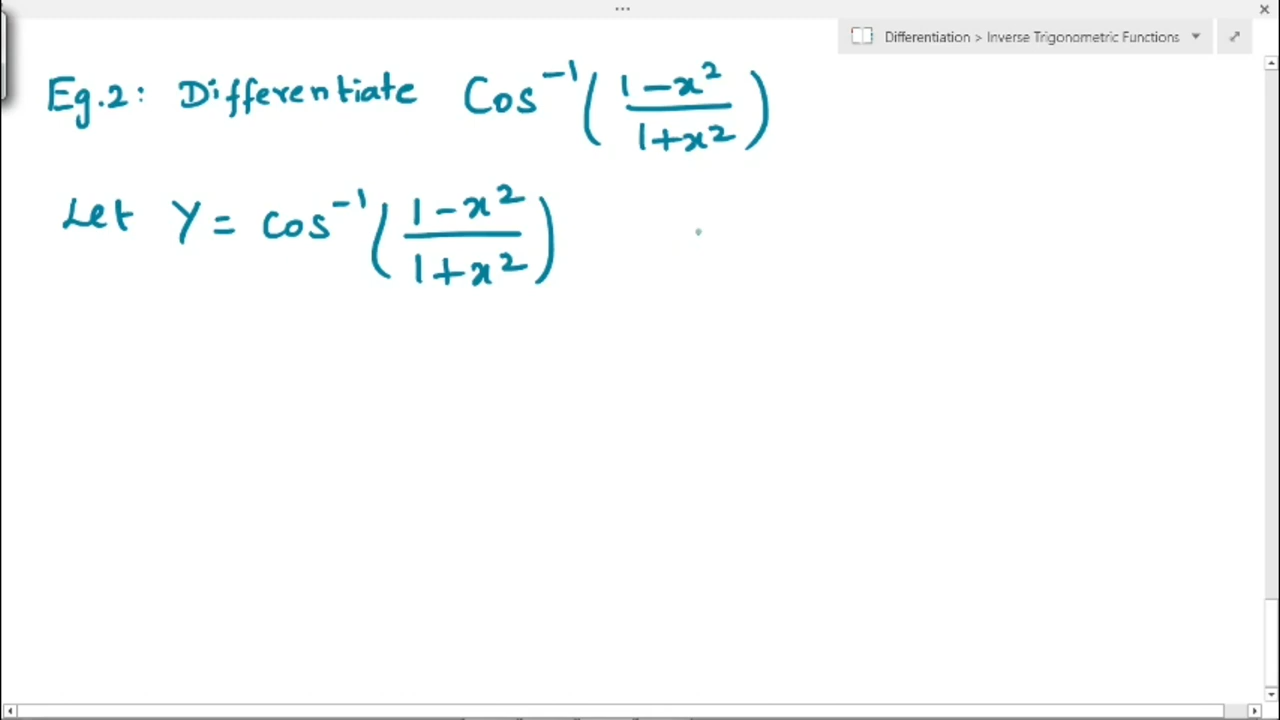 ...
Differentiation > Inverse Trigonometric Functions
Eg.2: Differentiate Cos⁻¹((1-x²)/(1+x²))
Let Y = cos⁻¹((1-x²)/(1+x²))